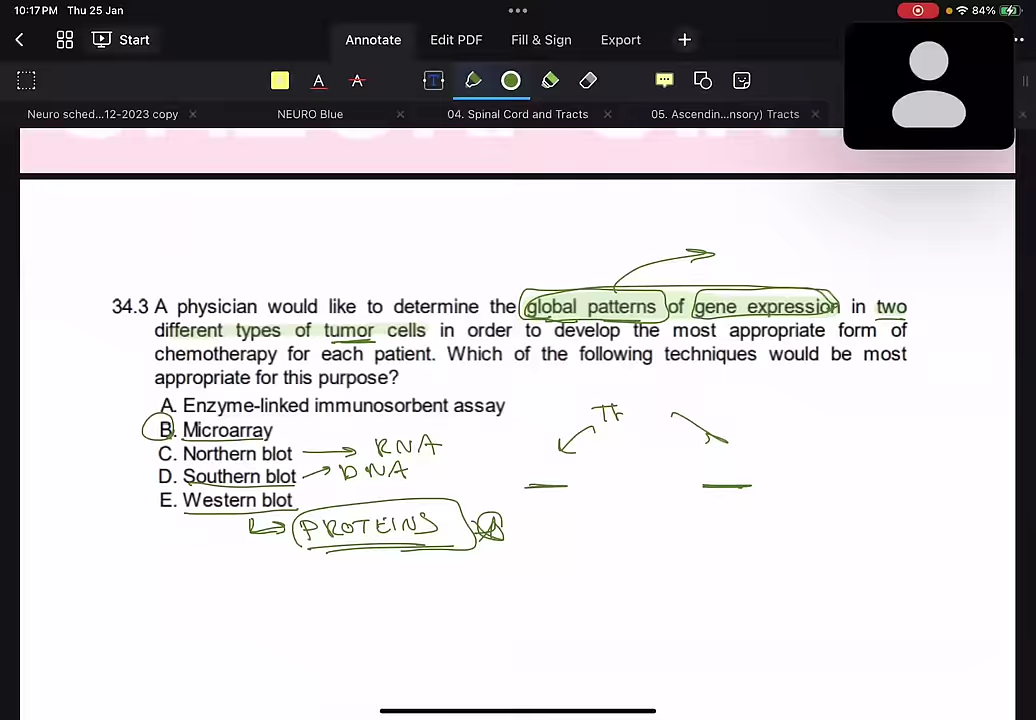 10:17PM Thu 25 Jan
84%
Start
Annotate
Edit PDF
Fill & Sign
Export
Neuro sched....12-2023 copy
NEURO Blue
04. Spinal Cord and Tracts
05. Ascendin...nsory) Tracts
34.3 A physician would like to determine the global patterns of gene expression in two
different types of tumor cells in order to develop the most appropriate form of
chemotherapy for each patient. Which of the following techniques would be most
appropriate for this purpose?
A. Enzyme-linked immunosorbent assay
B. Microarray
C. Northern blot → RNA
D. Southern blot → DNA
E. Western blot
PROTEINS